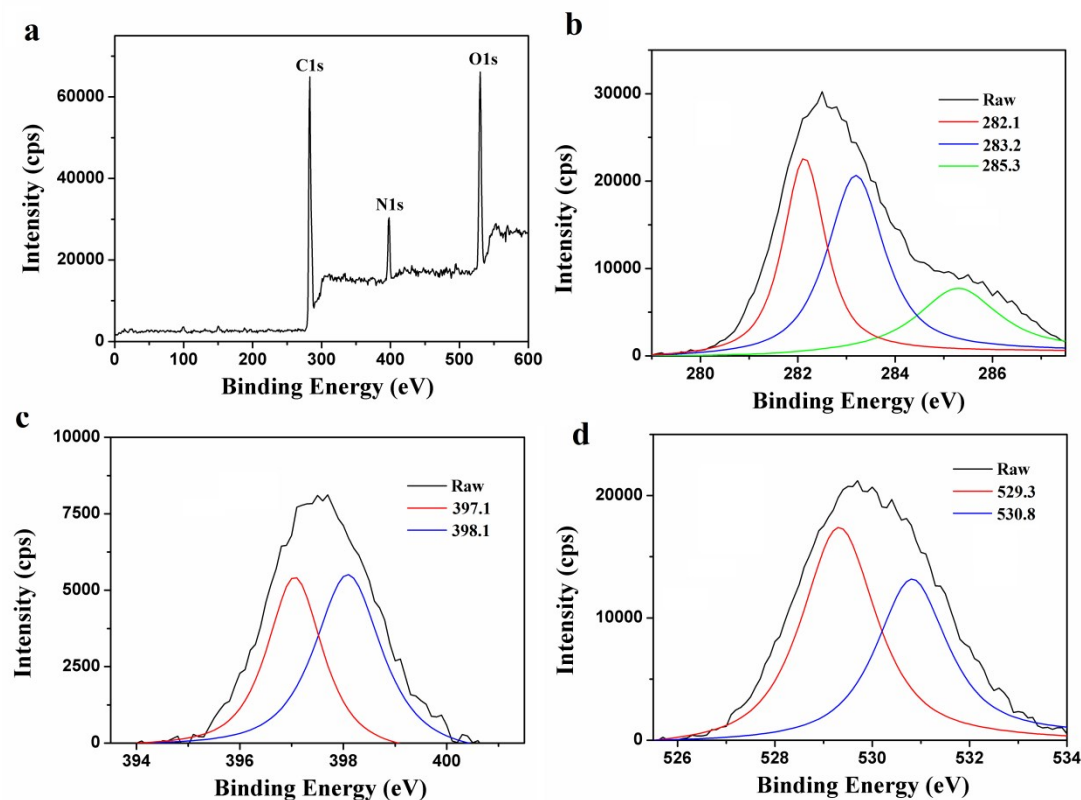 a
C1s
O1s
N1s
60000
40000
20000
0
0 100 200 300 400 500 600
Intensity (cps)
Binding Energy (eV)
b
Raw
282.1
283.2
285.3
30000
20000
10000
0
280 282 284 286
Intensity (cps)
Binding Energy (eV)
c
Raw
397.1
398.1
10000
7500
5000
2500
0
394 396 398 400
Intensity (cps)
Binding Energy (eV)
d
Raw
529.3
530.8
20000
10000
0
526 528 530 532 534
Intensity (cps)
Binding Energy (eV)